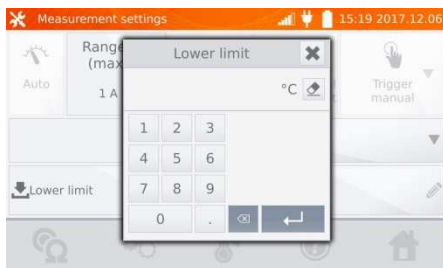 Measurement settings 15:19 2017.12.06
Auto
Range
(max
1 A
Trigger
manual
Lower limit
°C
1 2 3
4 5 6
7 8 9
0 .
Lower limit